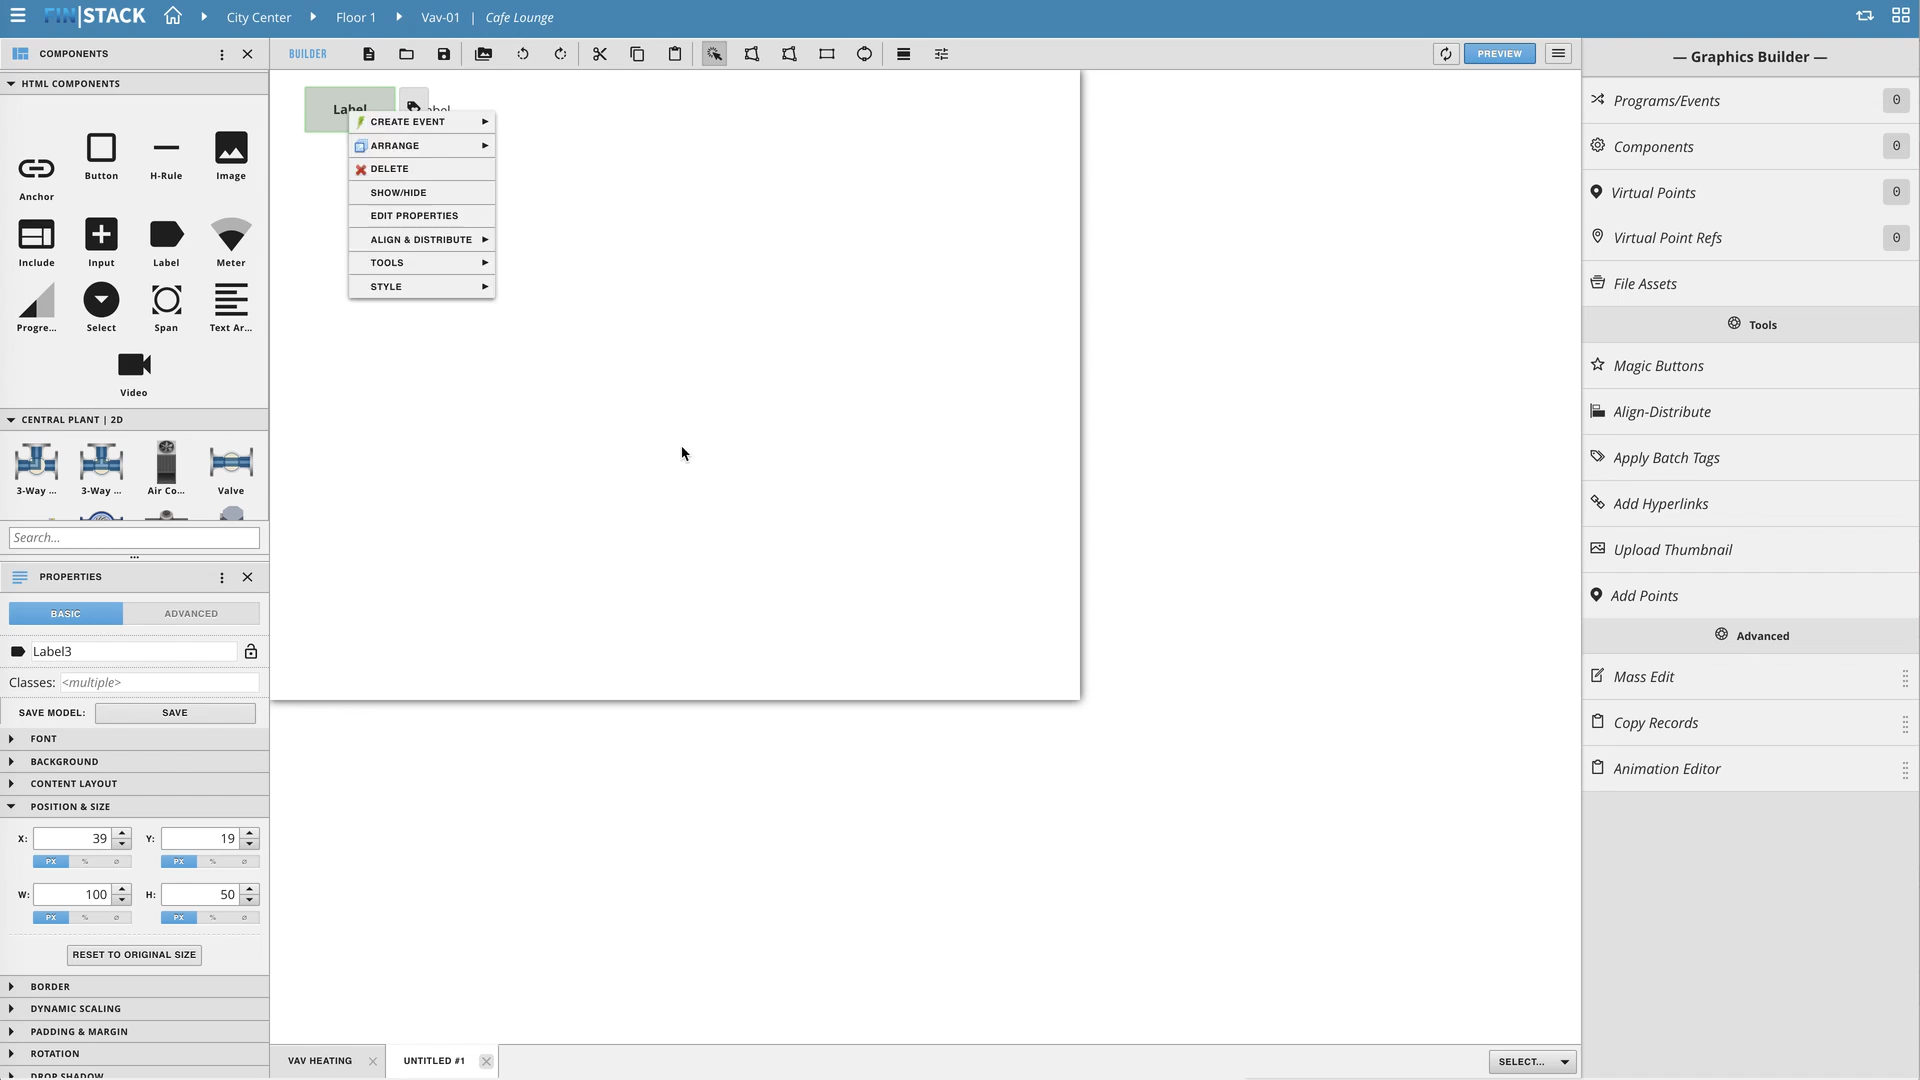 FIN|STACK
City Center
Floor 1
Vav-01
Cafe Lounge
COMPONENTS
HTML COMPONENTS
Anchor
Button
H-Rule
Image
Include
Input
Label
Meter
Progre...
Select
Span
Text Ar...
Video
CENTRAL PLANT | 2D
3-Way ...
3-Way ...
Air Co...
Valve
Search...
PROPERTIES
BASIC
ADVANCED
Label3
Classes:
<multiple>
SAVE MODEL:
SAVE
FONT
BACKGROUND
CONTENT LAYOUT
POSITION & SIZE
X:
39
Y:
19
PX
%
PX
%
W:
100
H:
50
PX
%
PX
%
RESET TO ORIGINAL SIZE
BORDER
DYNAMIC SCALING
PADDING & MARGIN
ROTATION
DROP SHADOW
BUILDER
PREVIEW
Label
CREATE EVENT
ARRANGE
DELETE
SHOW/HIDE
EDIT PROPERTIES
ALIGN & DISTRIBUTE
TOOLS
STYLE
VAV HEATING
UNTITLED #1
SELECT...
— Graphics Builder —
Programs/Events
0
Components
0
Virtual Points
0
Virtual Point Refs
0
File Assets
Tools
Magic Buttons
Align-Distribute
Apply Batch Tags
Add Hyperlinks
Upload Thumbnail
Add Points
Advanced
Mass Edit
Copy Records
Animation Editor